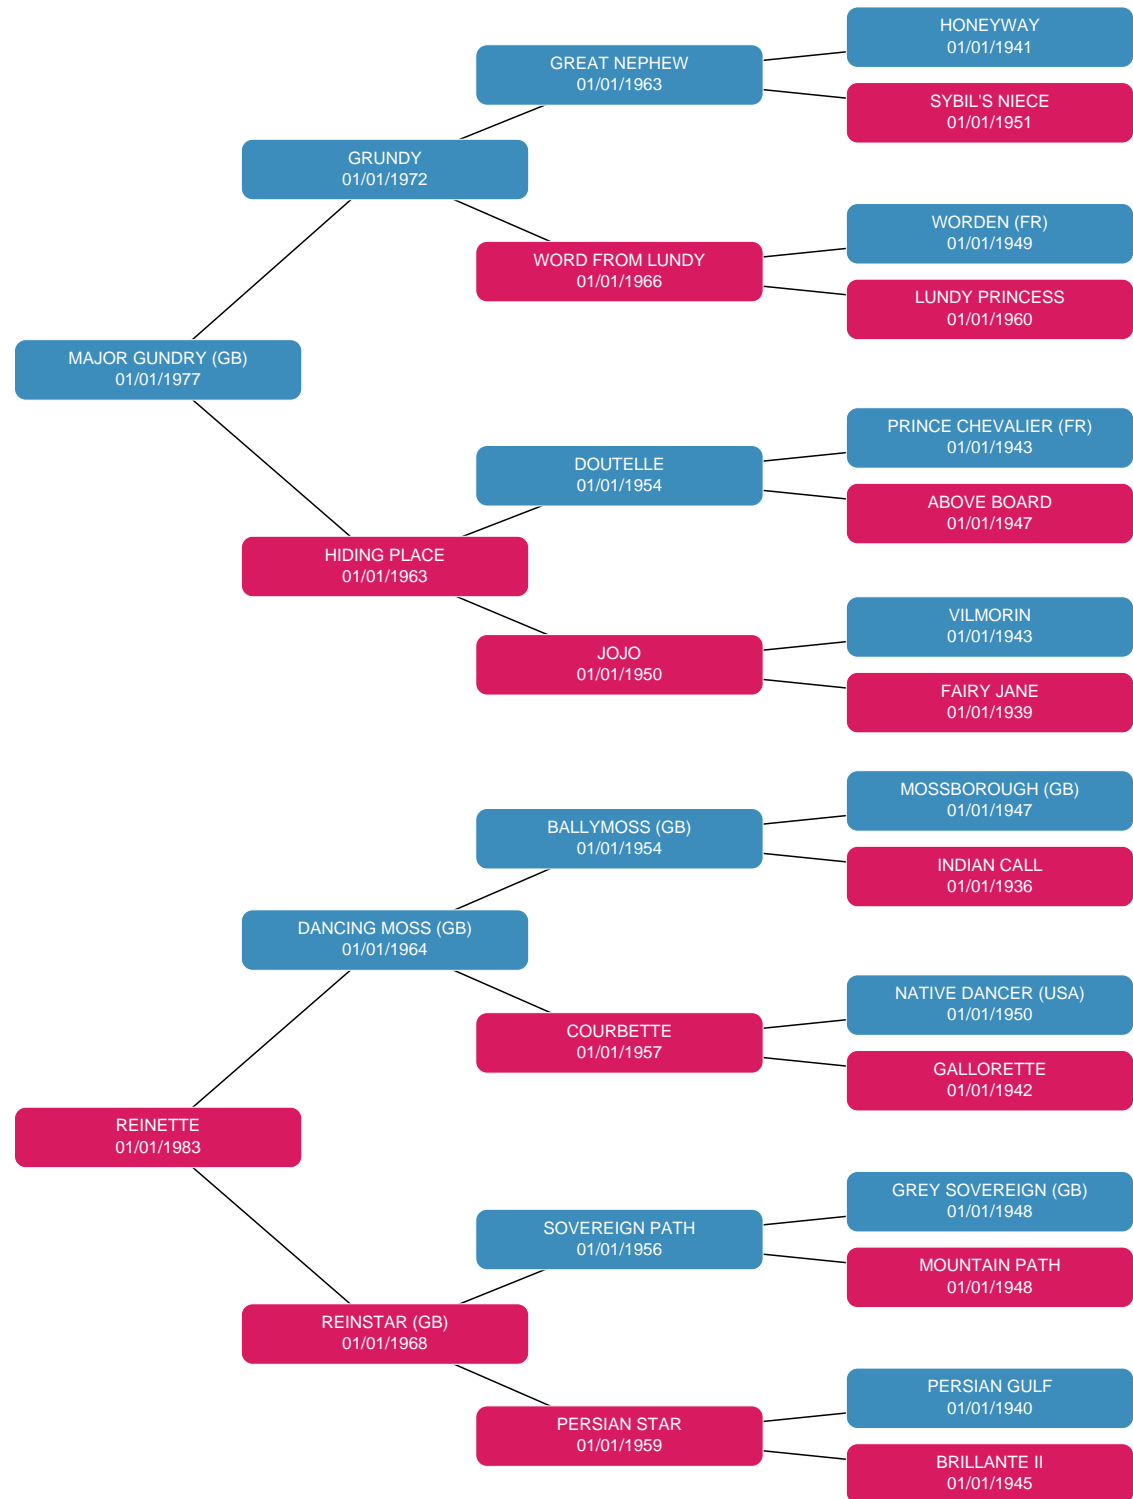 HONEYWAY
01/01/1941
GREAT NEPHEW
01/01/1963
SYBIL'S NIECE
01/01/1951
GRUNDY
01/01/1972
WORDEN (FR)
01/01/1949
WORD FROM LUNDY
01/01/1966
LUNDY PRINCESS
01/01/1960
MAJOR GUNDRY (GB)
01/01/1977
PRINCE CHEVALIER (FR)
01/01/1943
DOUTELLE
01/01/1954
ABOVE BOARD
01/01/1947
HIDING PLACE
01/01/1963
VILMORIN
01/01/1943
JOJO
01/01/1950
FAIRY JANE
01/01/1939
MOSSBOROUGH (GB)
01/01/1947
BALLYMOSS (GB)
01/01/1954
INDIAN CALL
01/01/1936
DANCING MOSS (GB)
01/01/1964
NATIVE DANCER (USA)
01/01/1950
COURBETTE
01/01/1957
GALLORETTE
01/01/1942
REINETTE
01/01/1983
GREY SOVEREIGN (GB)
01/01/1948
SOVEREIGN PATH
01/01/1956
MOUNTAIN PATH
01/01/1948
REINSTAR (GB)
01/01/1968
PERSIAN GULF
01/01/1940
PERSIAN STAR
01/01/1959
BRILLANTE II
01/01/1945